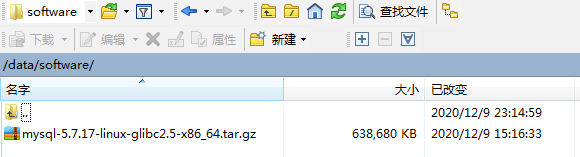 software 查找文件
下载 编辑 属性 新建
/data/software/
名字 大小 已改变
.. 2020/12/9 23:14:59
mysql-5.7.17-linux-glibc2.5-x86_64.tar.gz 638,680 KB 2020/12/9 15:16:33